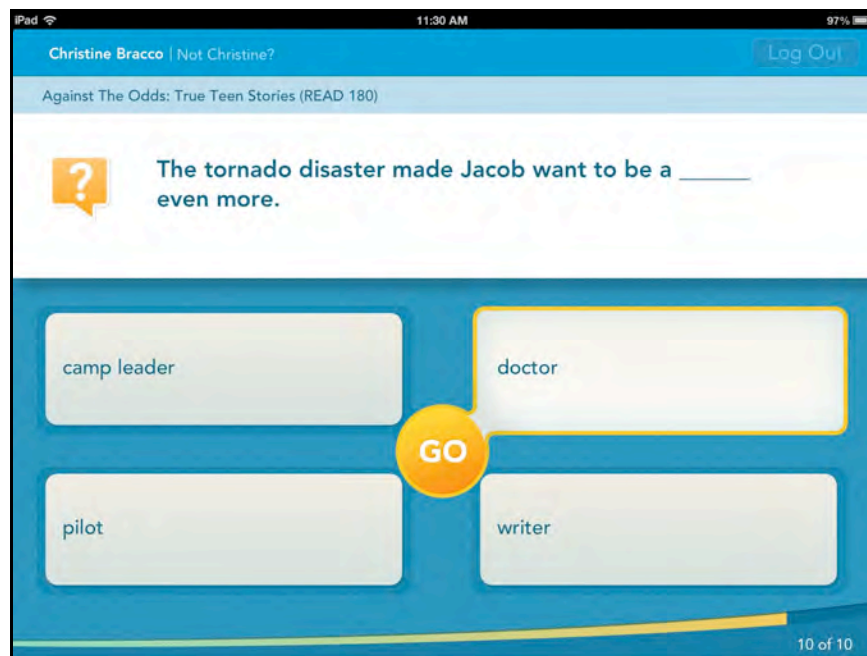 iPad 11:30 AM 97%
Christine Bracco | Not Christine? Log Out
Against The Odds: True Teen Stories (READ 180)
? The tornado disaster made Jacob want to be a ______
even more.
camp leader doctor
GO
pilot writer
10 of 10